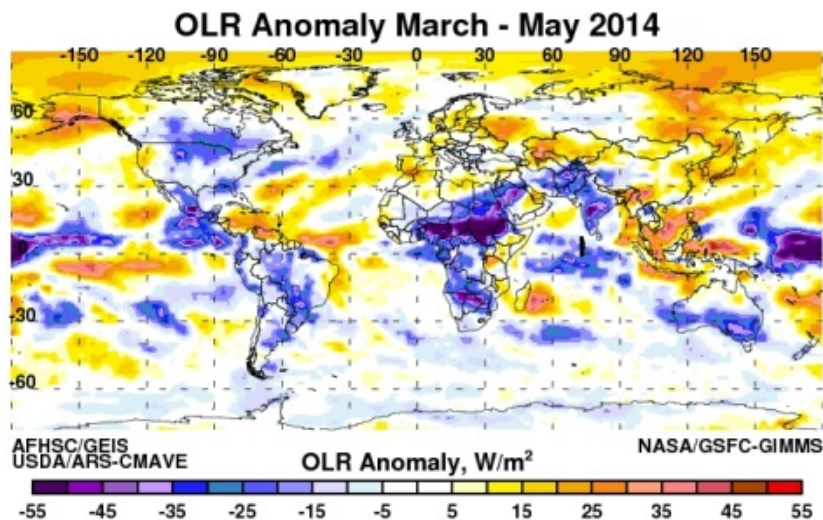 OLR Anomaly March - May 2014
-150 -120 -90 -60 -30 0 30 60 90 120 150
60
30
0
-30
-60
AFHSC/GEIS NASA/GSFC-GIMMS
USDA/ARS-CMAVE OLR Anomaly, W/m²
-55 -45 -35 -25 -15 -5 5 15 25 35 45 55